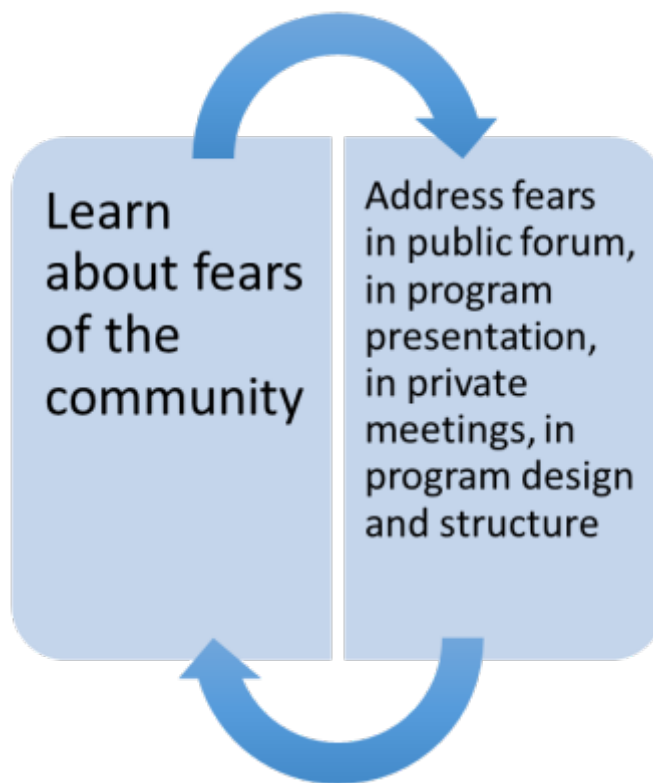 Learn
about fears
of the
community
Address fears
in public forum,
in program
presentation,
in private
meetings, in
program design
and structure